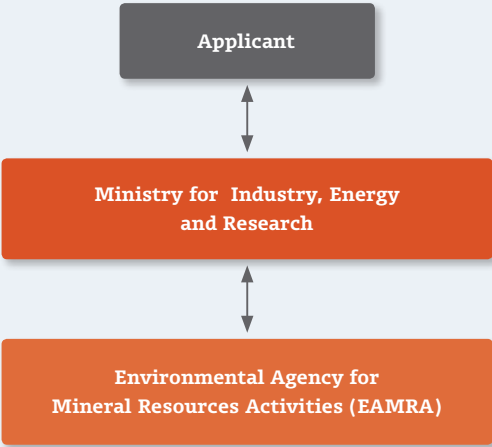 Applicant
Ministry for Industry, Energy
and Research
Environmental Agency for
Mineral Resources Activities (EAMRA)